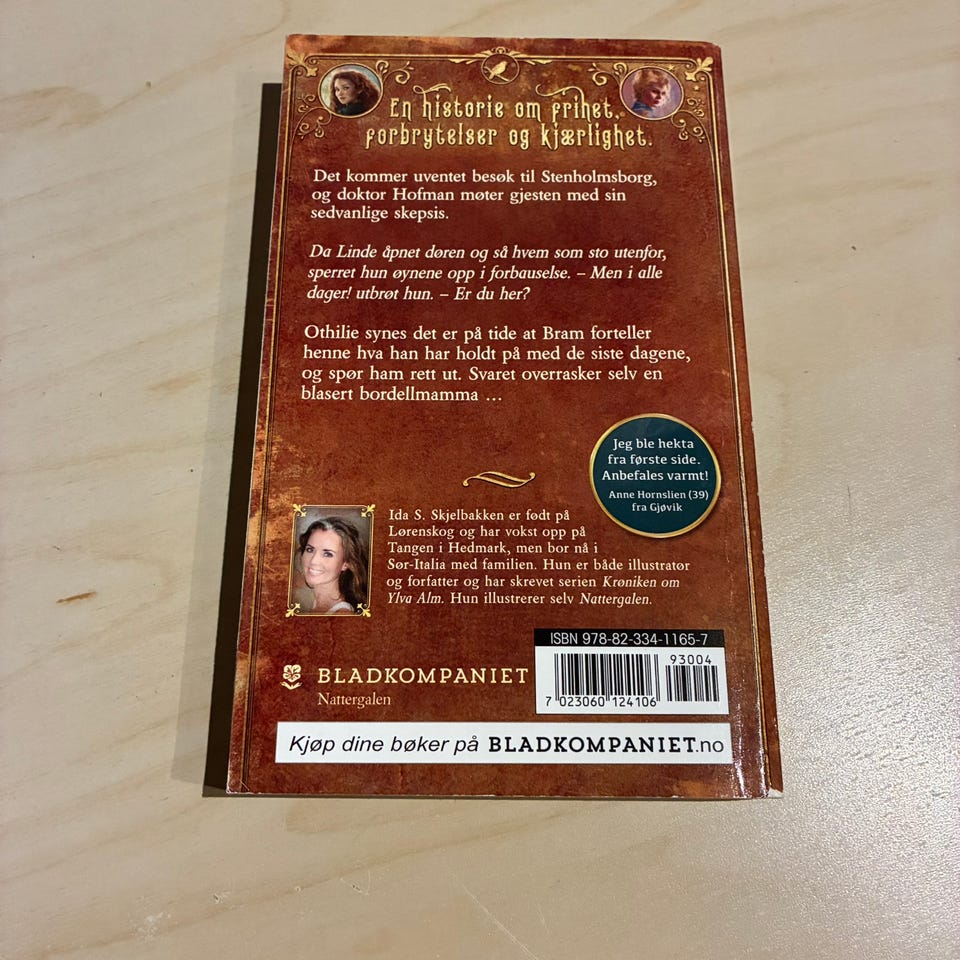 En historie om frihet,
forbrytelser og kjærlighet.
Det kommer uventet besøk til Stenholmsborg,
og doktor Hofman møter gjesten med sin
sedvanlige skepsis.
Da Linde åpnet døren og så hvem som sto utenfor,
sperret hun øynene opp i forbauselse. – Men i alle
dager! utbrøt hun. – Er du her?
Othilie synes det er på tide at Bram forteller
henne hva han har holdt på med de siste dagene,
og spør ham rett ut. Svaret overrasker selv en
blasert bordellmamma …
Jeg ble hekta
fra første side.
Anbefales varmt!
Anne Hornslien (39)
fra Gjøvik
Ida S. Skjelbakken er født på
Lørenskog og har vokst opp på
Tangen i Hedmark, men bor nå i
Sør-Italia med familien. Hun er både illustratør
og forfatter og har skrevet serien Krøniken om
Ylva Alm. Hun illustrerer selv Nattergalen.
ISBN 978-82-334-1165-7
93004
7 023060 124106
BLADKOMPANIET
Nattergalen
Kjøp dine bøker på BLADKOMPANIET.no